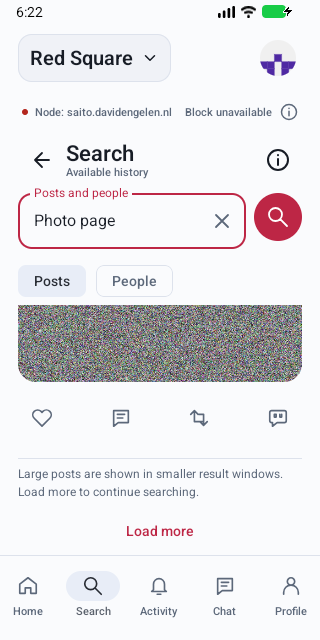 6:22
Red Square
Node: saito.davidengelen.nl Block unavailable
Search
Available history
Posts and people
Photo page
Posts People
Large posts are shown in smaller result windows.
Load more to continue searching.
Load more
Home Search Activity Chat Profile